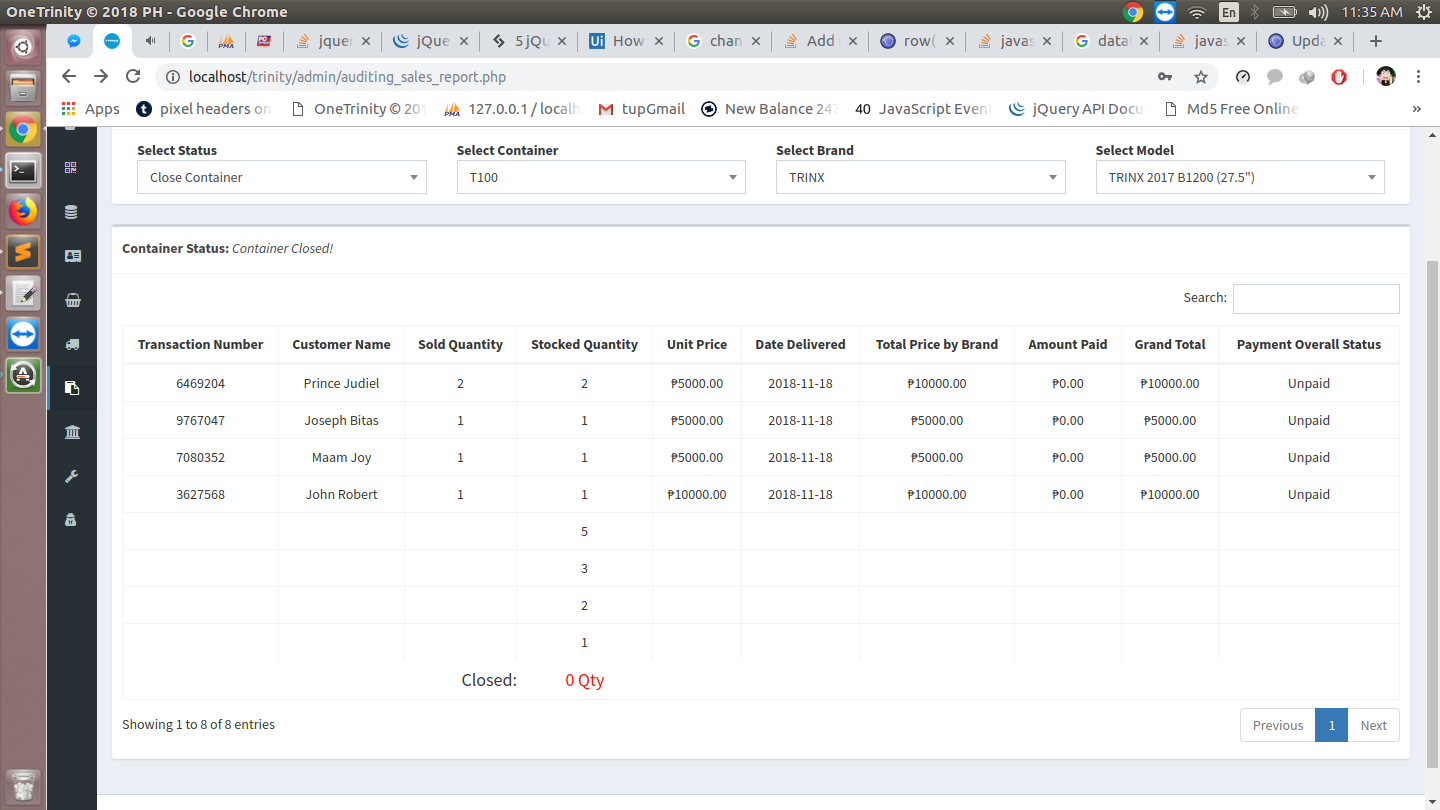 OneTrinity © 2018 PH - Google Chrome
En 11:35 AM
jquer jQue 5 jQu Ui How chan Add row( javas data javas Upda
localhost/trinity/admin/auditing_sales_report.php
Apps pixel headers on OneTrinity © 201 127.0.0.1 / localh tupGmail New Balance 247 40 JavaScript Event jQuery API Docu Md5 Free Online »
Select Status Select Container Select Brand Select Model
Close Container T100 TRINX TRINX 2017 B1200 (27.5")
Container Status: Container Closed!
Search:
Transaction Number Customer Name Sold Quantity Stocked Quantity Unit Price Date Delivered Total Price by Brand Amount Paid Grand Total Payment Overall Status
6469204 Prince Judiel 2 2 ₱5000.00 2018-11-18 ₱10000.00 ₱0.00 ₱10000.00 Unpaid
9767047 Joseph Bitas 1 1 ₱5000.00 2018-11-18 ₱5000.00 ₱0.00 ₱5000.00 Unpaid
7080352 Maam Joy 1 1 ₱5000.00 2018-11-18 ₱5000.00 ₱0.00 ₱5000.00 Unpaid
3627568 John Robert 1 1 ₱10000.00 2018-11-18 ₱10000.00 ₱0.00 ₱10000.00 Unpaid
5
3
2
1
Closed: 0 Qty
Showing 1 to 8 of 8 entries
Previous 1 Next